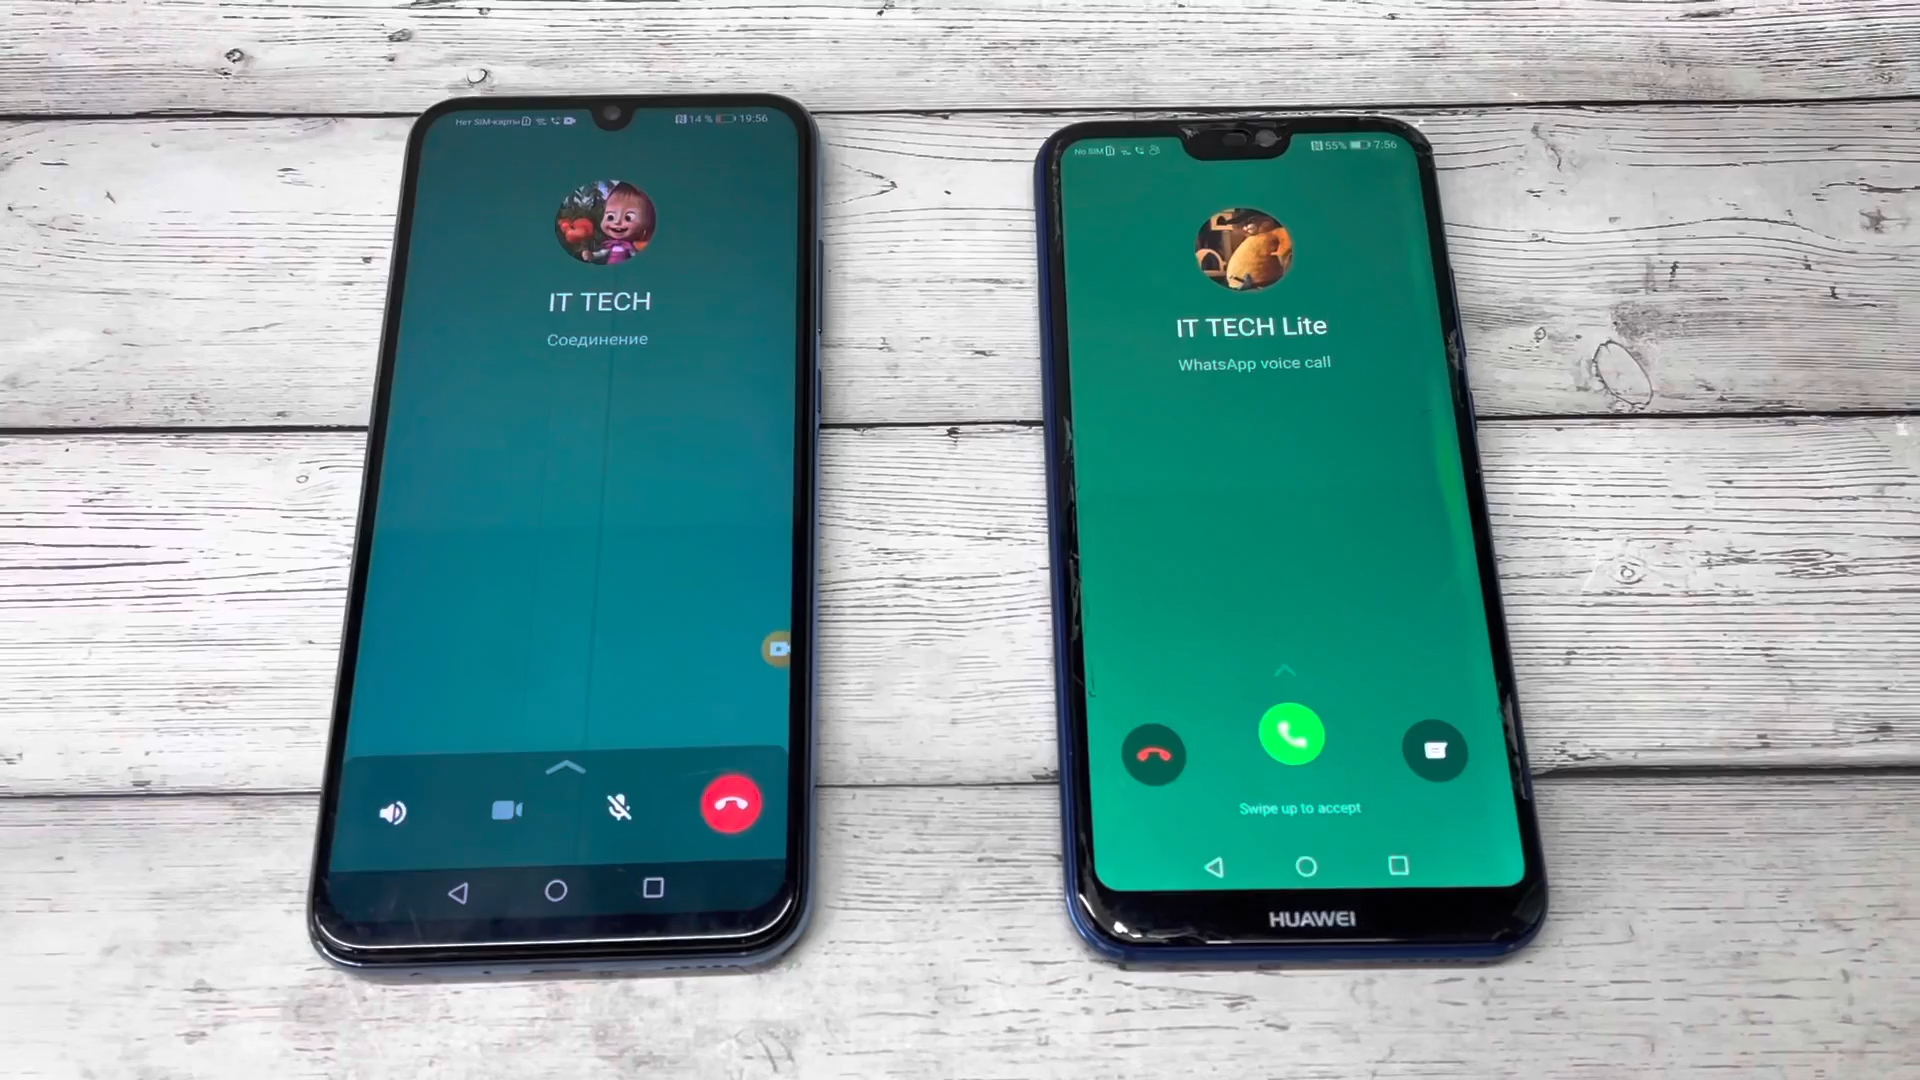 Нет SIM-карты 14 % 19:56
IT TECH
Соединение
No SIM 55% 7:56
IT TECH Lite
WhatsApp voice call
Swipe up to accept
HUAWEI